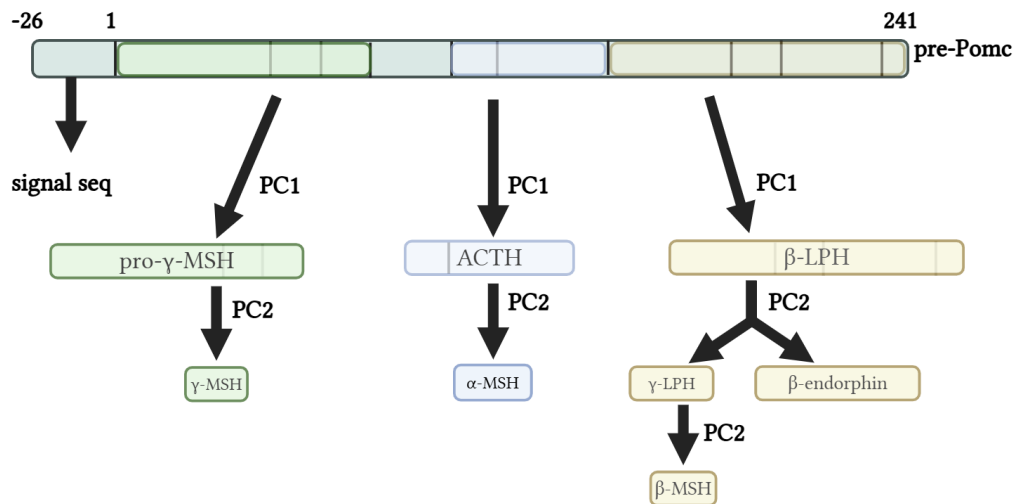 -26 1 241
pre-Pomc
signal seq
PC1 PC1 PC1
pro-γ-MSH ACTH β-LPH
PC2 PC2 PC2
γ-MSH α-MSH γ-LPH β-endorphin
PC2
β-MSH